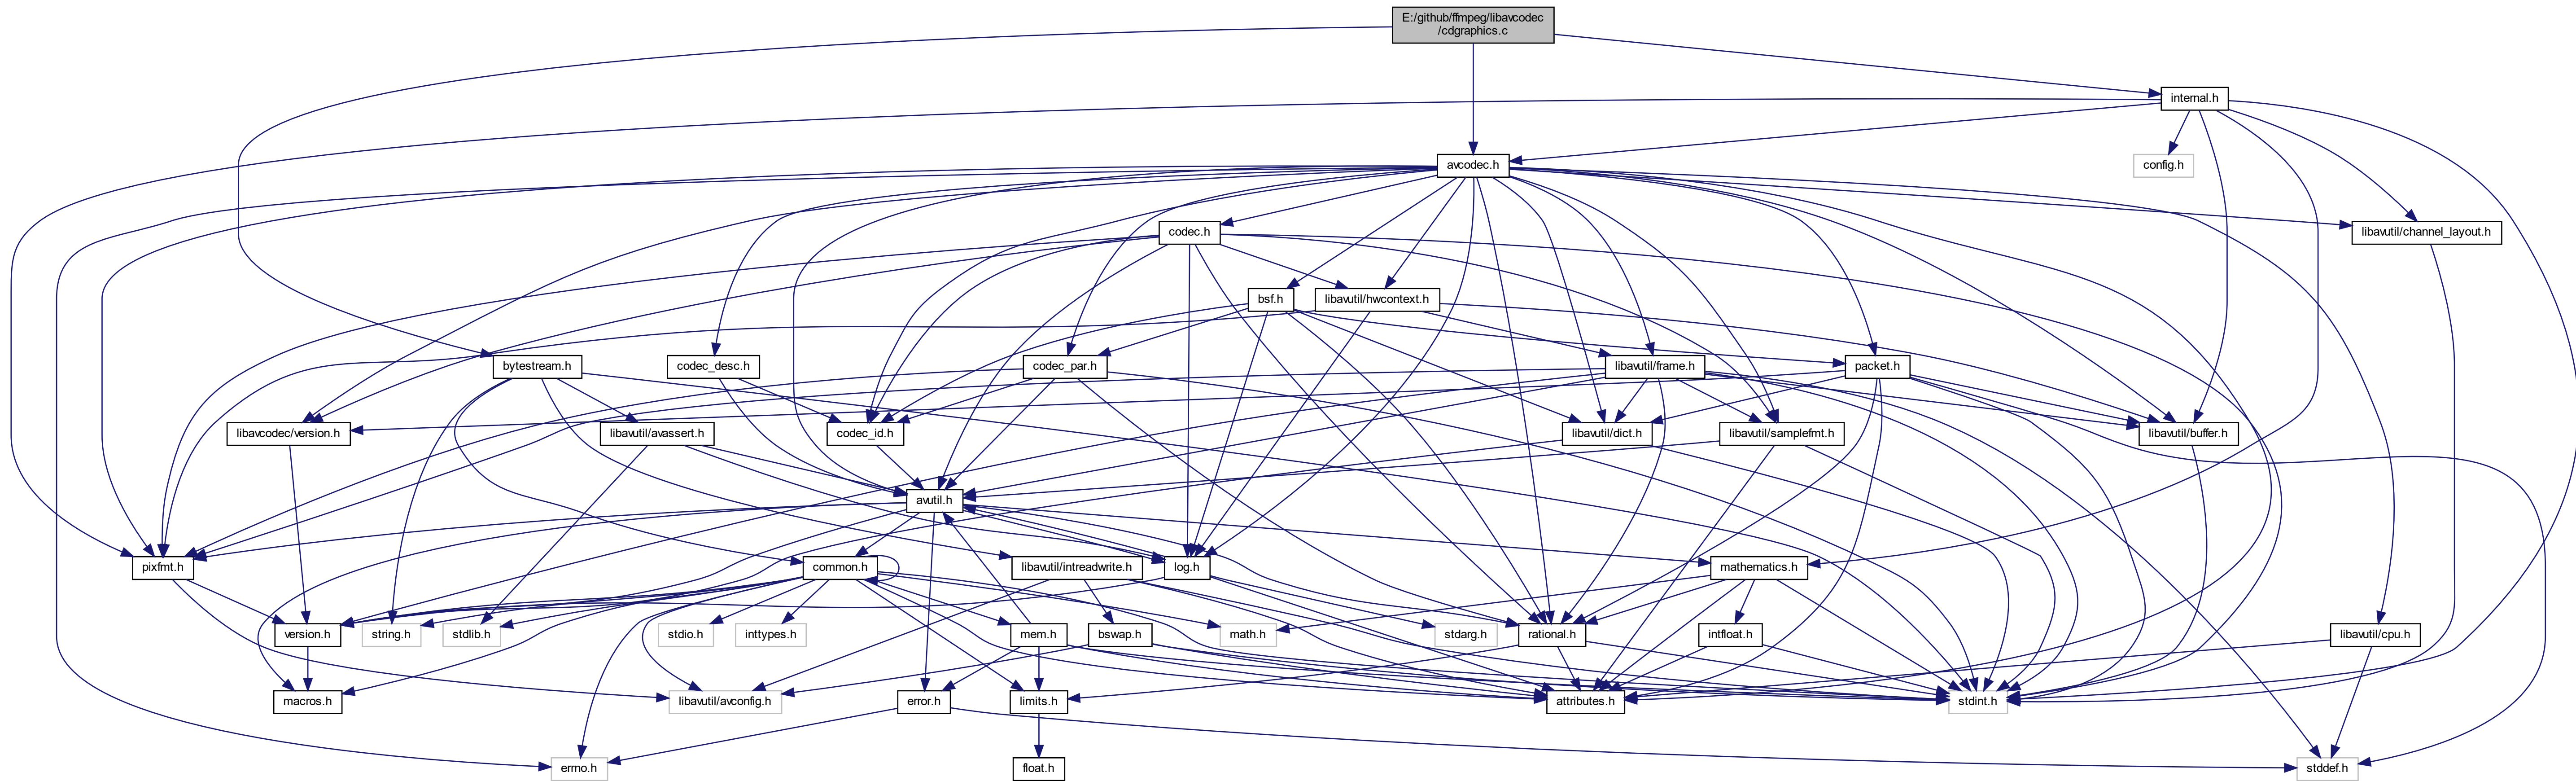 E:/github/ffmpeg/libavcodec
/cdgraphics.c
internal.h
avcodec.h
config.h
codec.h
libavutil/channel_layout.h
bsf.h
libavutil/hwcontext.h
bytestream.h
codec_desc.h
codec_par.h
libavutil/frame.h
packet.h
libavcodec/version.h
libavutil/avassert.h
codec_id.h
libavutil/dict.h
libavutil/samplefmt.h
libavutil/buffer.h
avutil.h
pixfmt.h
common.h
libavutil/intreadwrite.h
log.h
mathematics.h
version.h
string.h
stdlib.h
stdio.h
inttypes.h
mem.h
bswap.h
math.h
stdarg.h
rational.h
intfloat.h
libavutil/cpu.h
macros.h
libavutil/avconfig.h
error.h
limits.h
attributes.h
stdint.h
errno.h
float.h
stddef.h